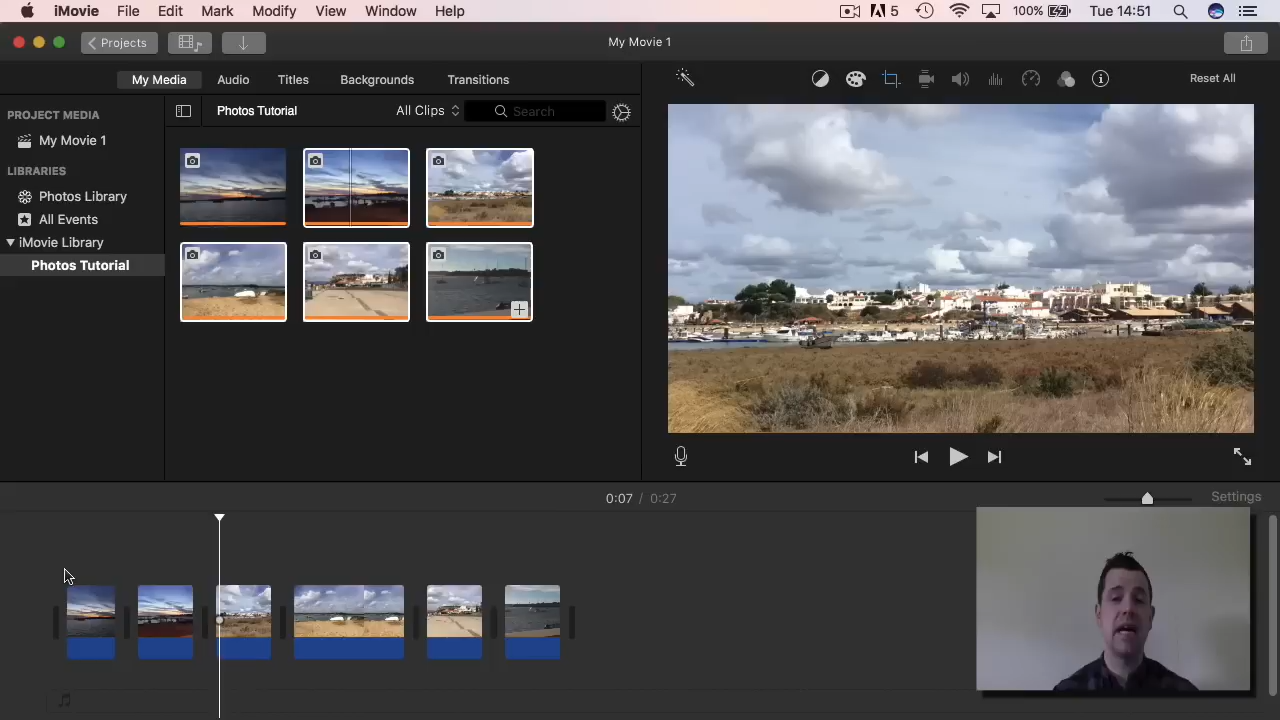 iMovie File Edit Mark Modify View Window Help 5 100% Tue 14:51
Projects My Movie 1
My Media Audio Titles Backgrounds Transitions Reset All
PROJECT MEDIA
My Movie 1
LIBRARIES
Photos Library
All Events
iMovie Library
Photos Tutorial
Photos Tutorial All Clips Search
0:07 / 0:27 Settings